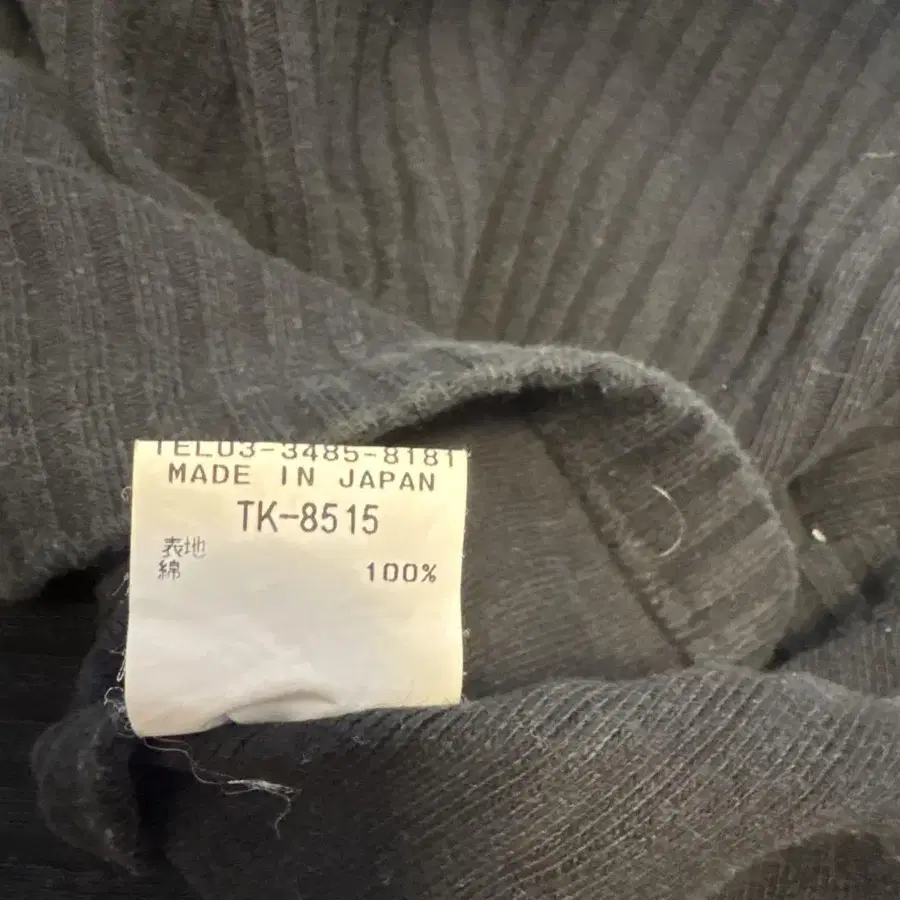 TEL03-3485-8181
MADE IN JAPAN
TK-8515
表地
綿 100%